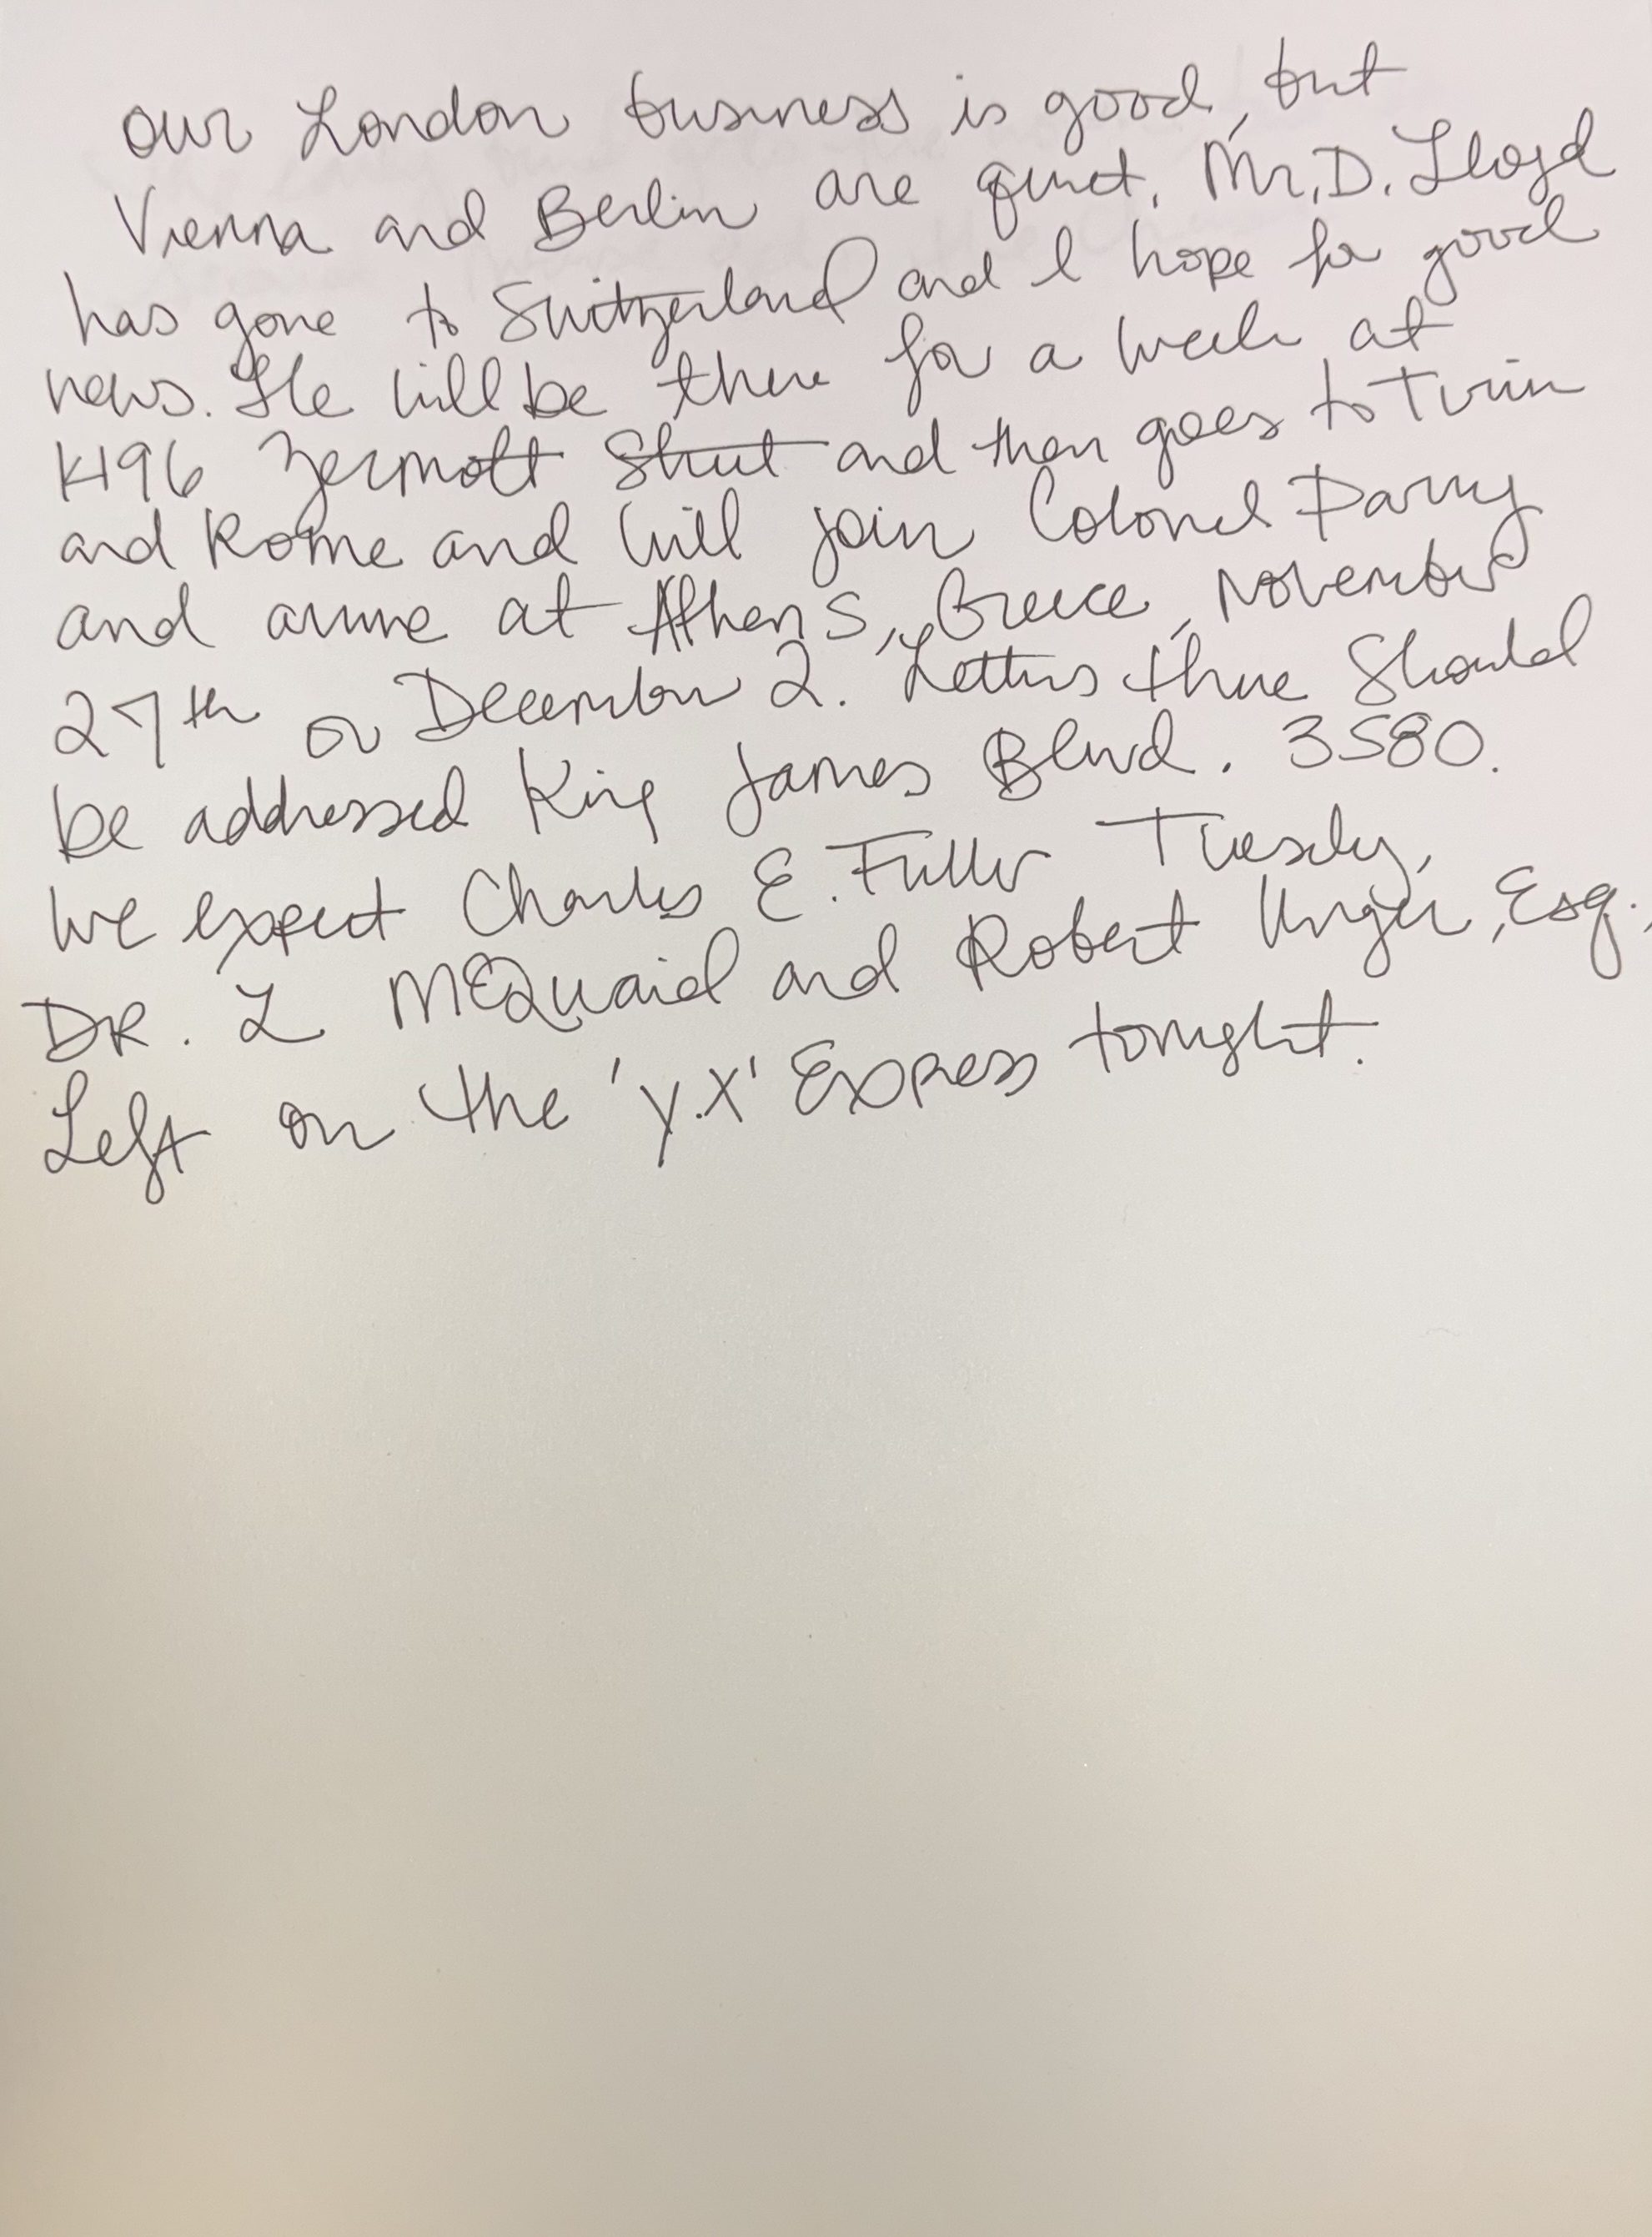 Our London business is good, but
Vienna and Berlin are quiet. Mr. D. Lloyd
has gone to Switzerland and I hope for good
news. He will be there for a week at
1496 Zermott Street and then goes to Turin
and Rome and will join Colonel Parry
and arrive at Athens, Greece, November
27th or December 2. Letters there should
be addressed King James Blvd. 3580.
We expect Charles E. Fuller Tuesday.
DR. L McQuaid and Robert Unger, Esq.,
Left on the 'Y.X' Express tonight.